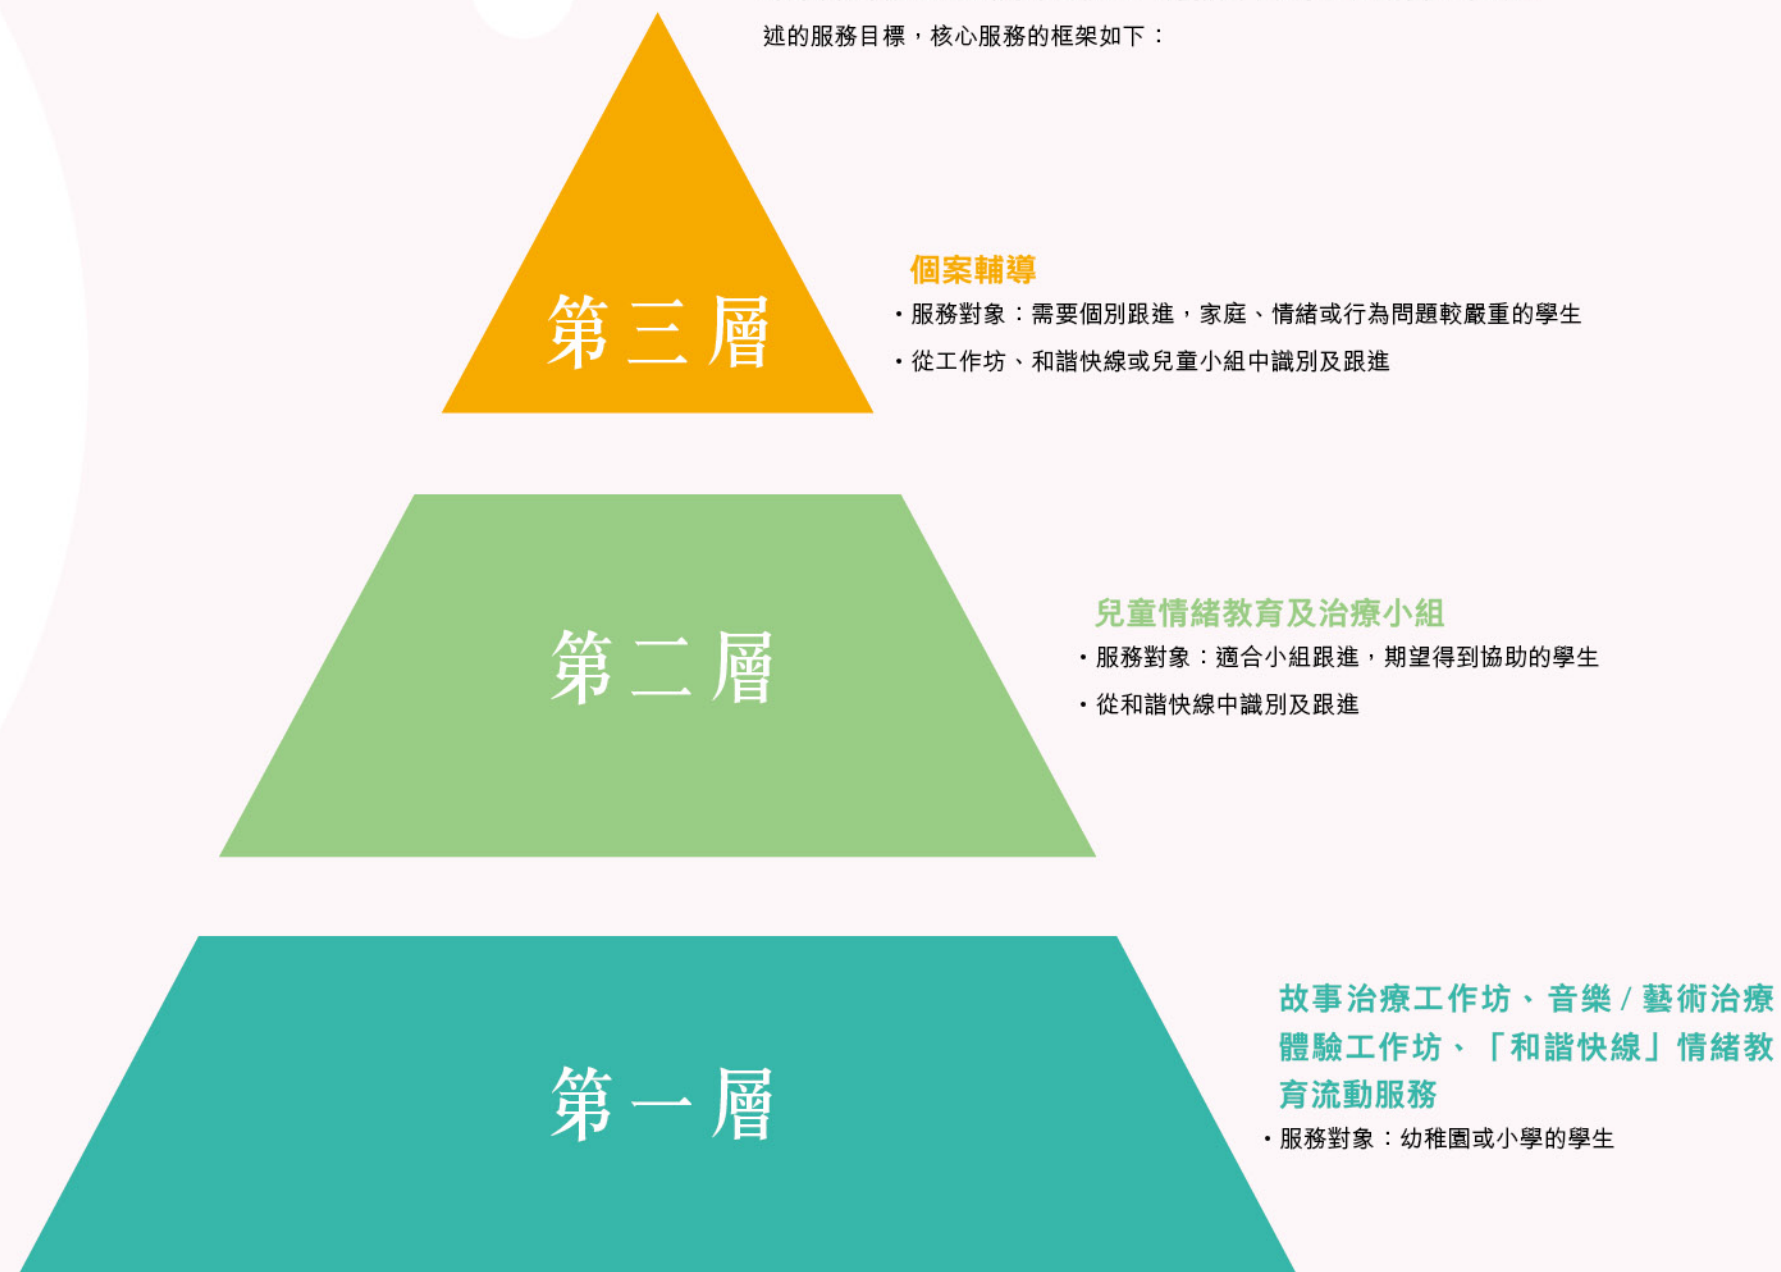 述的服務目標，核心服務的框架如下：
第三層
個案輔導
・服務對象：需要個別跟進，家庭、情緒或行為問題較嚴重的學生
・從工作坊、和諧快線或兒童小組中識別及跟進
第二層
兒童情緒教育及治療小組
・服務對象：適合小組跟進，期望得到協助的學生
・從和諧快線中識別及跟進
第一層
故事治療工作坊、音樂 / 藝術治療
體驗工作坊、「和諧快線」情緒教
育流動服務
・服務對象：幼稚園或小學的學生